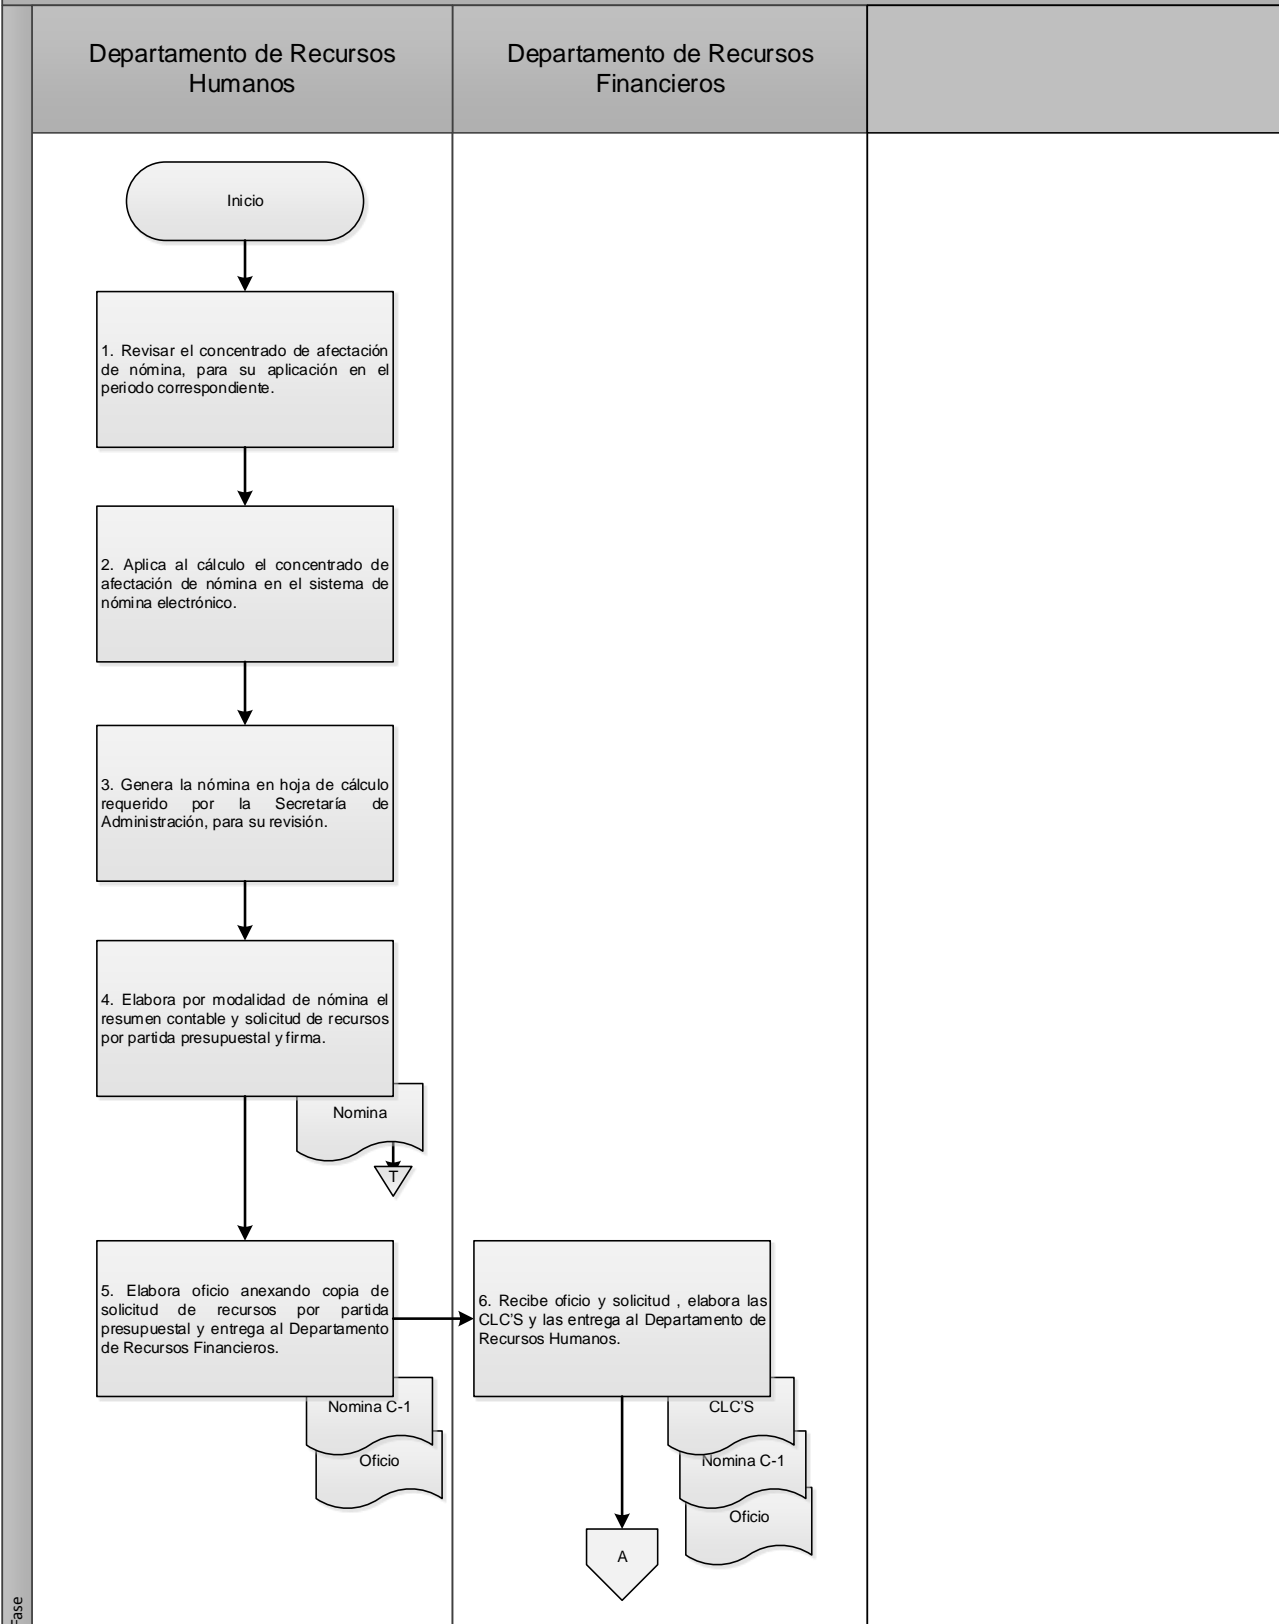 Departamento de Recursos
Humanos
Departamento de Recursos
Financieros
Inicio
1. Revisar el concentrado de afectación
de nómina, para su aplicación en el
periodo correspondiente.
2. Aplica al cálculo el concentrado de
afectación de nómina en el sistema de
nómina electrónico.
3. Genera la nómina en hoja de cálculo
requerido por la Secretaría de
Administración, para su revisión.
4. Elabora por modalidad de nómina el
resumen contable y solicitud de recursos
por partida presupuestal y firma.
Nomina
T
5. Elabora oficio anexando copia de
solicitud de recursos por partida
presupuestal y entrega al Departamento
de Recursos Financieros.
Nomina C-1
Oficio
6. Recibe oficio y solicitud , elabora las
CLC'S y las entrega al Departamento de
Recursos Humanos.
CLC'S
Nomina C-1
Oficio
A
Fase